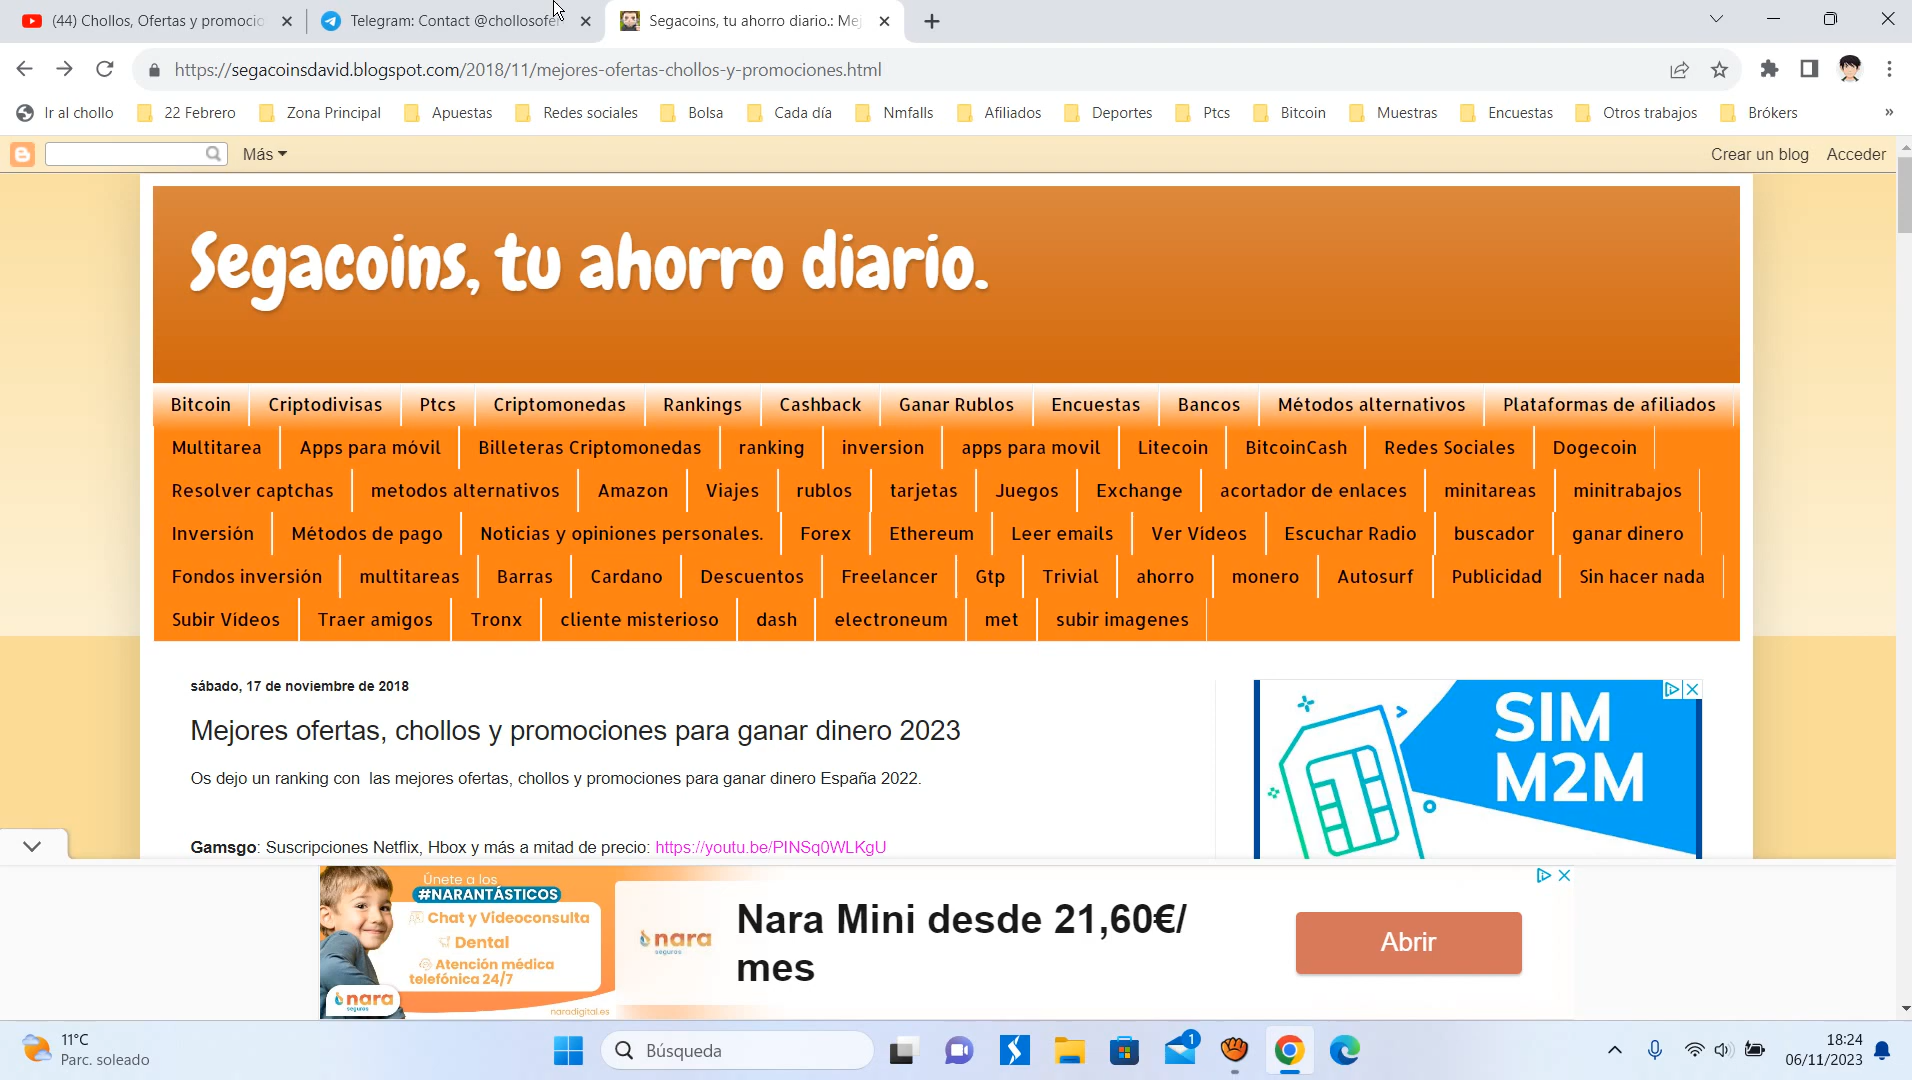 (44) Chollos, Ofertas y promocio
Telegram: Contact @chollosofe
Segacoins, tu ahorro diario.: Mej
https://segacoinsdavid.blogspot.com/2018/11/mejores-ofertas-chollos-y-promociones.html
Ir al chollo 22 Febrero Zona Principal Apuestas Redes sociales Bolsa Cada día Nmfalls Afiliados Deportes Ptcs Bitcoin Muestras Encuestas Otros trabajos Brókers »
Más Crear un blog Acceder
Segacoins, tu ahorro diario.
Bitcoin Criptodivisas Ptcs Criptomonedas Rankings Cashback Ganar Rublos Encuestas Bancos Métodos alternativos Plataformas de afiliados
Multitarea Apps para móvil Billeteras Criptomonedas ranking inversion apps para movil Litecoin BitcoinCash Redes Sociales Dogecoin
Resolver captchas metodos alternativos Amazon Viajes rublos tarjetas Juegos Exchange acortador de enlaces minitareas minitrabajos
Inversión Métodos de pago Noticias y opiniones personales. Forex Ethereum Leer emails Ver Vídeos Escuchar Radio buscador ganar dinero
Fondos inversión multitareas Barras Cardano Descuentos Freelancer Gtp Trivial ahorro monero Autosurf Publicidad Sin hacer nada
Subir Vídeos Traer amigos Tronx cliente misterioso dash electroneum met subir imagenes
sábado, 17 de noviembre de 2018
Mejores ofertas, chollos y promociones para ganar dinero 2023
Os dejo un ranking con las mejores ofertas, chollos y promociones para ganar dinero España 2022.
Gamsgo: Suscripciones Netflix, Hbox y más a mitad de precio: https://youtu.be/PINSq0WLKgU
SIM
M2M
Únete a los
#NARANTÁSTICOS
Chat y Videoconsulta
Dental
Atención médica
telefónica 24/7
nara
seguros
naradigital.es
nara
seguros
Nara Mini desde 21,60€/
mes
Abrir
11°C
Parc. soleado
Búsqueda
1
18:24
06/11/2023